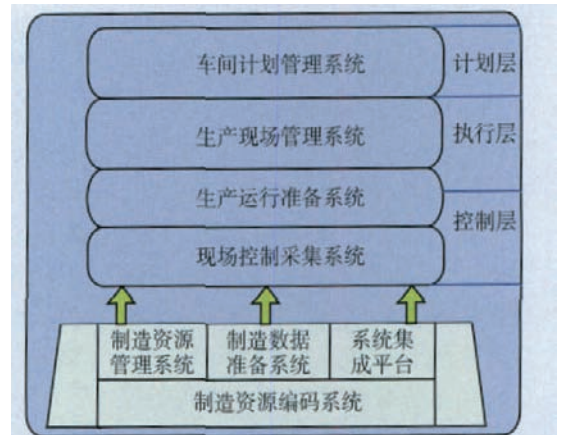 车间计划管理系统 计划层
生产现场管理系统 执行层
生产运行准备系统
控制层
现场控制采集系统
制造资源 制造数据 系统集
管理系统 准备系统 成平台
制造资源编码系统